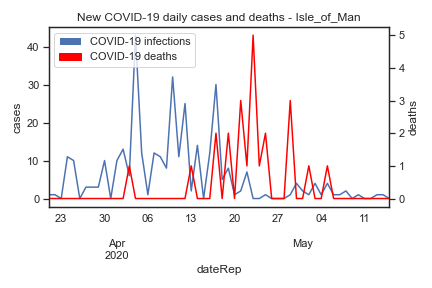 New COVID-19 daily cases and deaths - Isle_of_Man
COVID-19 infections
COVID-19 deaths
cases
deaths
40
30
20
10
0
5
4
3
2
1
0
23 30 06 13 20 27 04 11
Apr May
2020
dateRep